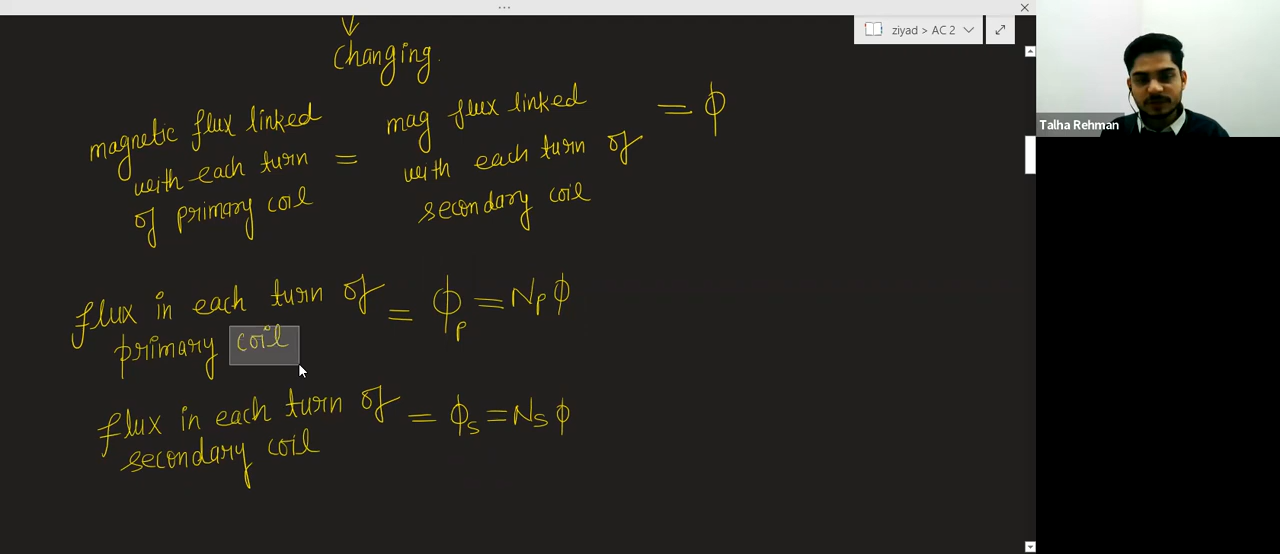 ziyad > AC 2
Changing.
Talha Rehman
magnetic flux linked
with each turn
of primary coil
=
mag flux linked
with each turn of
secondary coil
= ϕ
flux in each turn of
primary coil
= ϕₚ = Nₚϕ
flux in each turn of
secondary coil
= ϕₛ = Nₛϕ